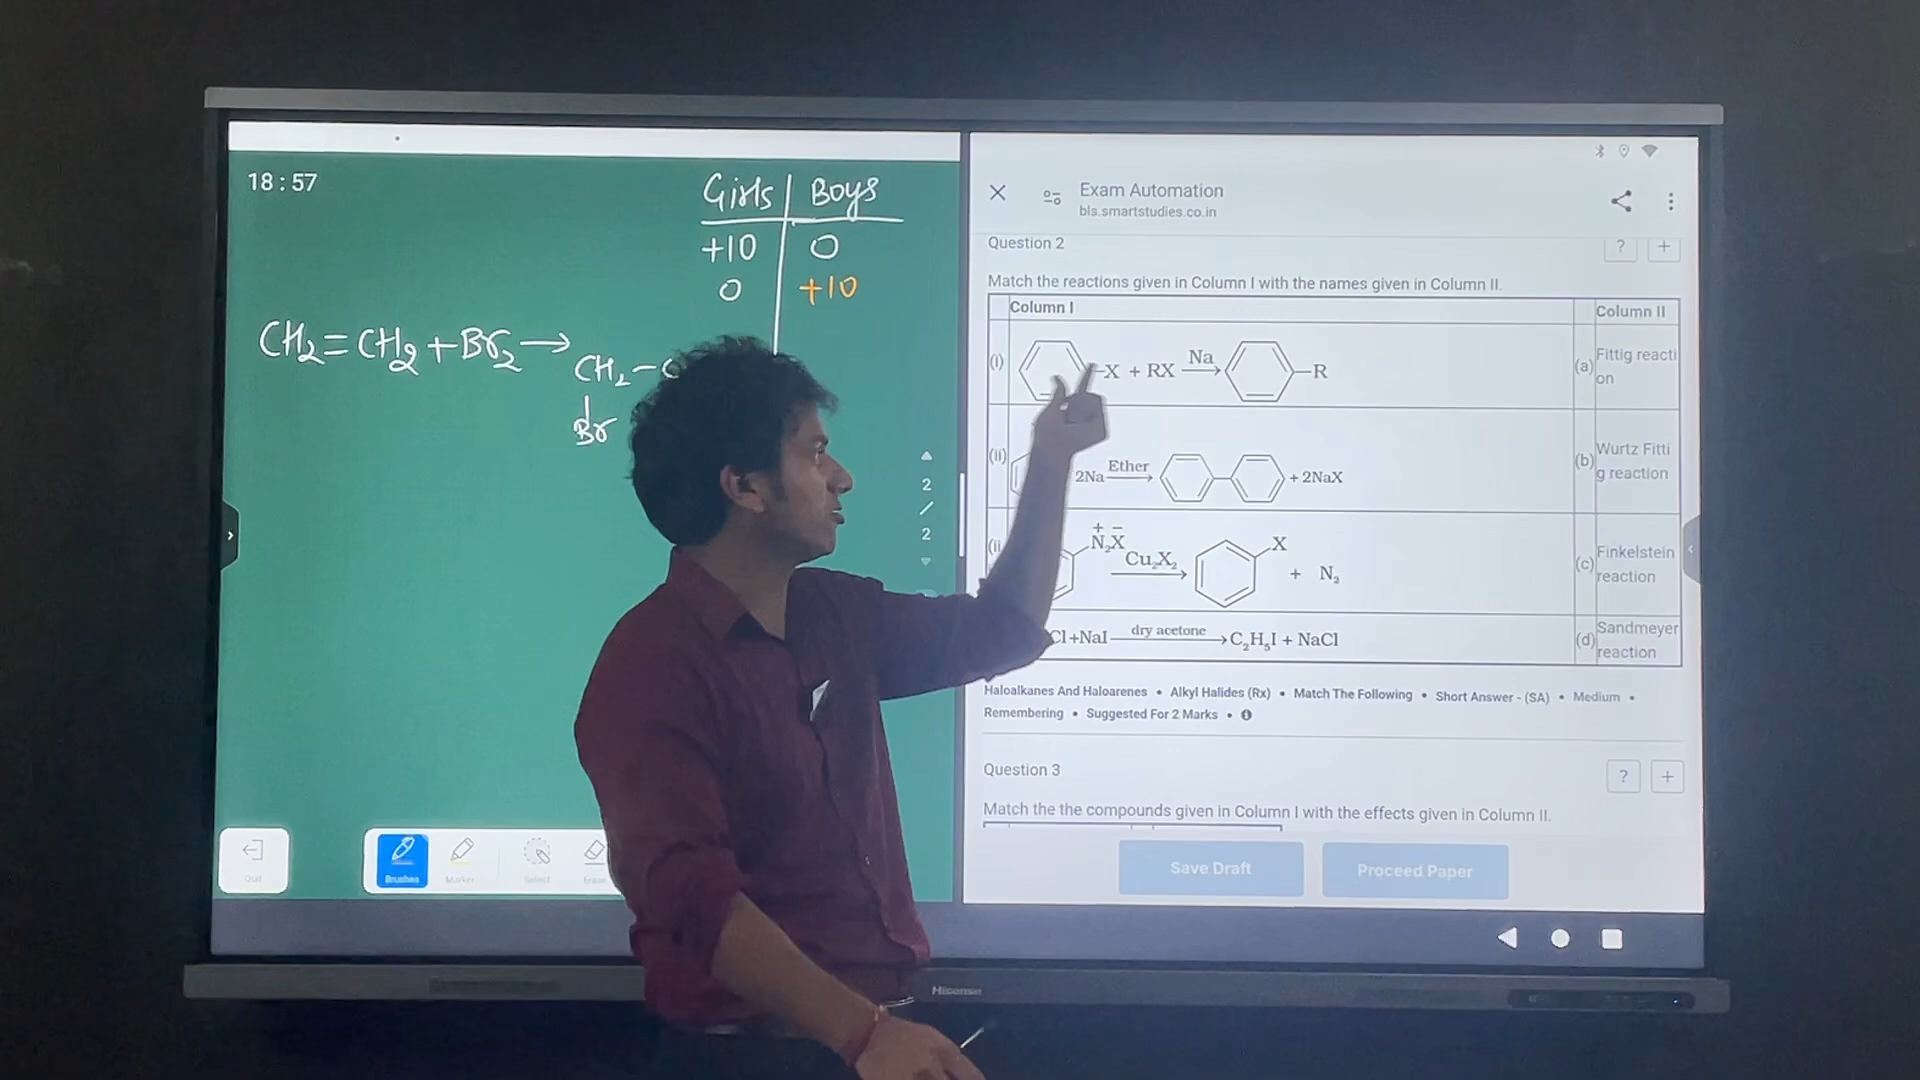 18:57
Girls Boys
+10 0
0 +10
CH2=CH2+Br2→
CH2-
Br
2
/
2
Quit
Brushes
Marker
Select
Erase
Exam Automation
bls.smartstudies.co.in
Question 2
? +
Match the reactions given in Column I with the names given in Column II.
Column I Column II
(i) X + RX Na → R (a) Fittig reacti
on
(ii) 2Na Ether → + 2NaX (b) Wurtz Fitti
g reaction
N₂⁺X⁻ Cu₂X₂ → X + N₂ (c) Finkelstein
reaction
Cl+NaI dry acetone → C₂H₅I + NaCl (d) Sandmeyer
reaction
Haloalkanes And Haloarenes • Alkyl Halides (Rx) • Match The Following • Short Answer - (SA) • Medium •
Remembering • Suggested For 2 Marks •
Question 3
? +
Match the the compounds given in Column I with the effects given in Column II.
Save Draft
Proceed Paper
Hisense